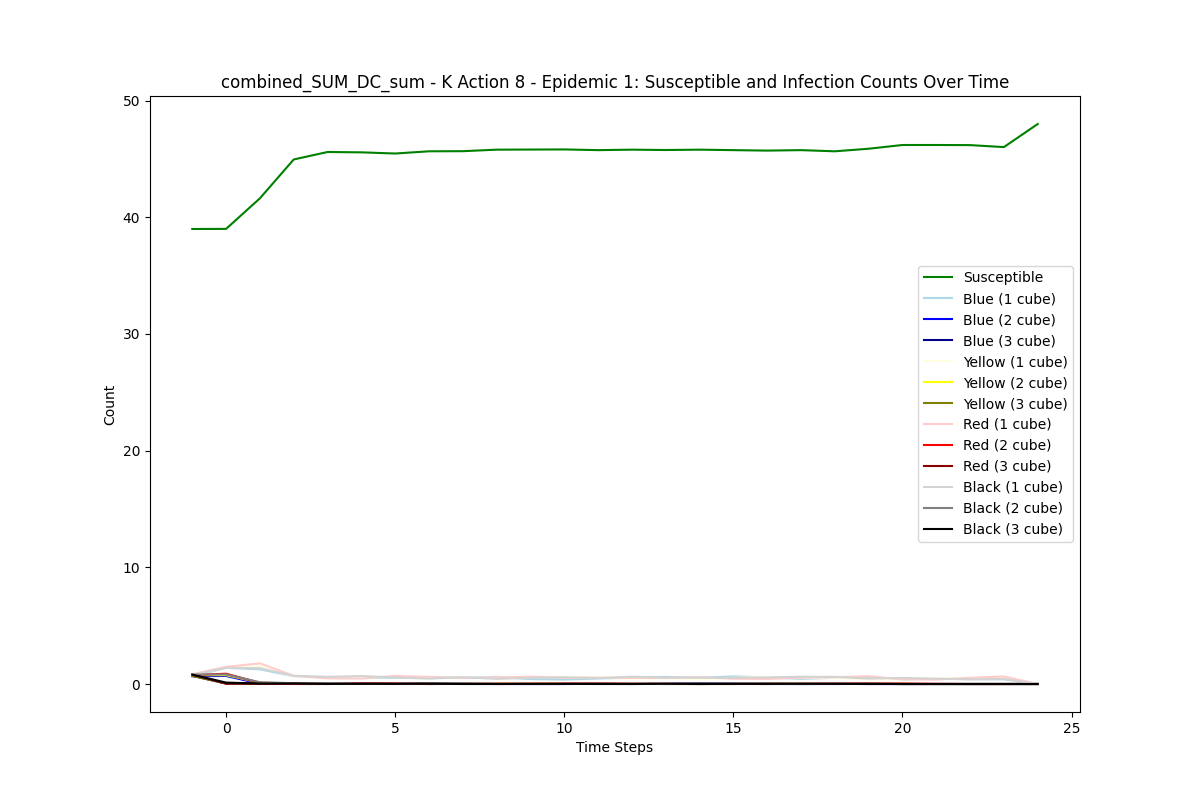 combined_SUM_DC_sum - K Action 8 - Epidemic 1: Susceptible and Infection Counts Over Time
50
40
30
20
10
0
Count
Susceptible
Blue (1 cube)
Blue (2 cube)
Blue (3 cube)
Yellow (1 cube)
Yellow (2 cube)
Yellow (3 cube)
Red (1 cube)
Red (2 cube)
Red (3 cube)
Black (1 cube)
Black (2 cube)
Black (3 cube)
0 5 10 15 20 25
Time Steps